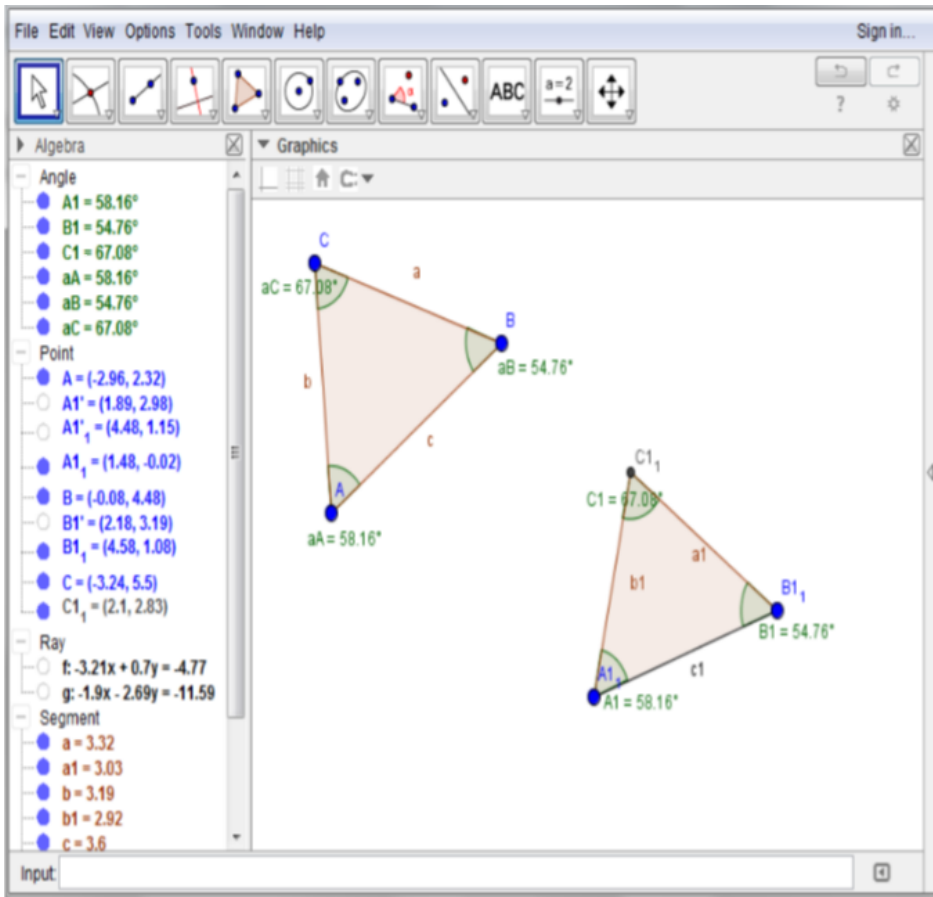 File Edit View Options Tools Window Help Sign in...
ABC a=2
Algebra
Graphics
Angle
A1 = 58.16°
B1 = 54.76°
C1 = 67.08°
aA = 58.16°
aB = 54.76°
aC = 67.08°
Point
A = (-2.96, 2.32)
A1' = (1.89, 2.98)
A1'₁ = (4.48, 1.15)
A1₁ = (1.48, -0.02)
B = (-0.08, 4.48)
B1' = (2.18, 3.19)
B1₁ = (4.58, 1.08)
C = (-3.24, 5.5)
C1₁ = (2.1, 2.83)
Ray
f: -3.21x + 0.7y = -4.77
g: -1.9x - 2.69y = -11.59
Segment
a = 3.32
a1 = 3.03
b = 3.19
b1 = 2.92
c = 3.6
C
a
aC = 67.08°
B
aB = 54.76°
b
c
A
aA = 58.16°
C1₁
C1 = 67.08°
a1
b1
B1₁
B1 = 54.76°
c1
A1₁
A1 = 58.16°
Input: